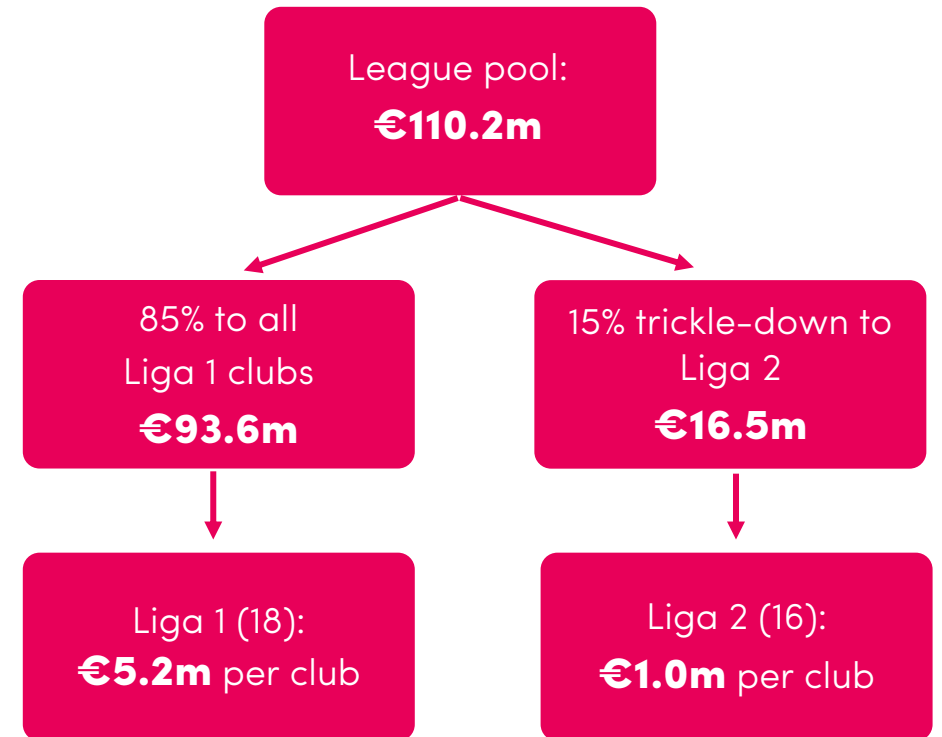 League pool:
€110.2m
85% to all
Liga 1 clubs
€93.6m
15% trickle-down to
Liga 2
€16.5m
Liga 1 (18):
€5.2m per club
Liga 2 (16):
€1.0m per club